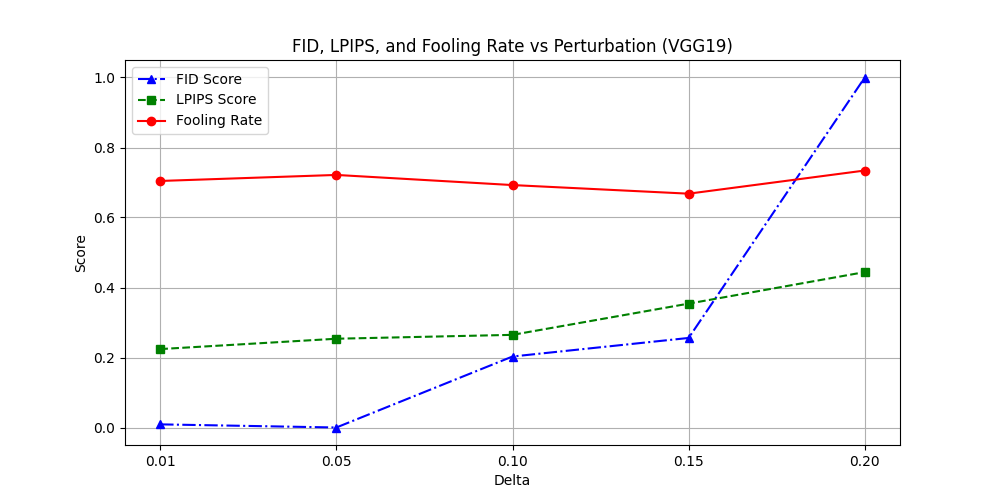 FID, LPIPS, and Fooling Rate vs Perturbation (VGG19)
FID Score
LPIPS Score
Fooling Rate
1.0
0.8
0.6
0.4
0.2
0.0
Score
0.01 0.05 0.10 0.15 0.20
Delta